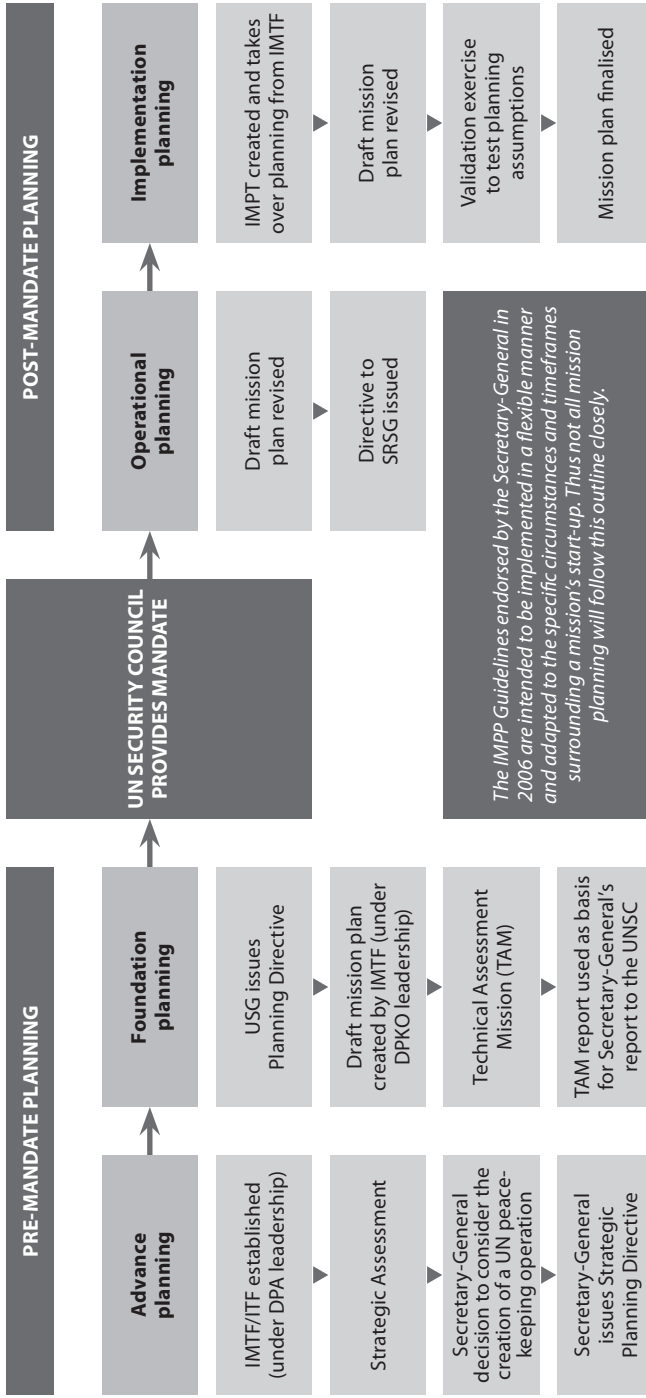 PRE-MANDATE PLANNING
Advance
planning
IMTF/ITF established
(under DPA leadership)
Strategic Assessment
Secretary-General
decision to consider the
creation of a UN peace-
keeping operation
Secretary-General
issues Strategic
Planning Directive
Foundation
planning
USG issues
Planning Directive
Draft mission plan
created by IMTF (under
DPKO leadership)
Technical Assessment
Mission (TAM)
TAM report used as basis
for Secretary-General's
report to the UNSC
UN SECURITY COUNCIL
PROVIDES MANDATE
POST-MANDATE PLANNING
Operational
planning
Draft mission
plan revised
Directive to
SRSG issued
Implementation
planning
IMPT created and takes
over planning from IMTF
Draft mission
plan revised
Validation exercise
to test planning
assumptions
Mission plan finalised
The IMPP Guidelines endorsed by the Secretary-General in
2006 are intended to be implemented in a flexible manner
and adapted to the specific circumstances and timeframes
surrounding a mission's start-up. Thus not all mission
planning will follow this outline closely.